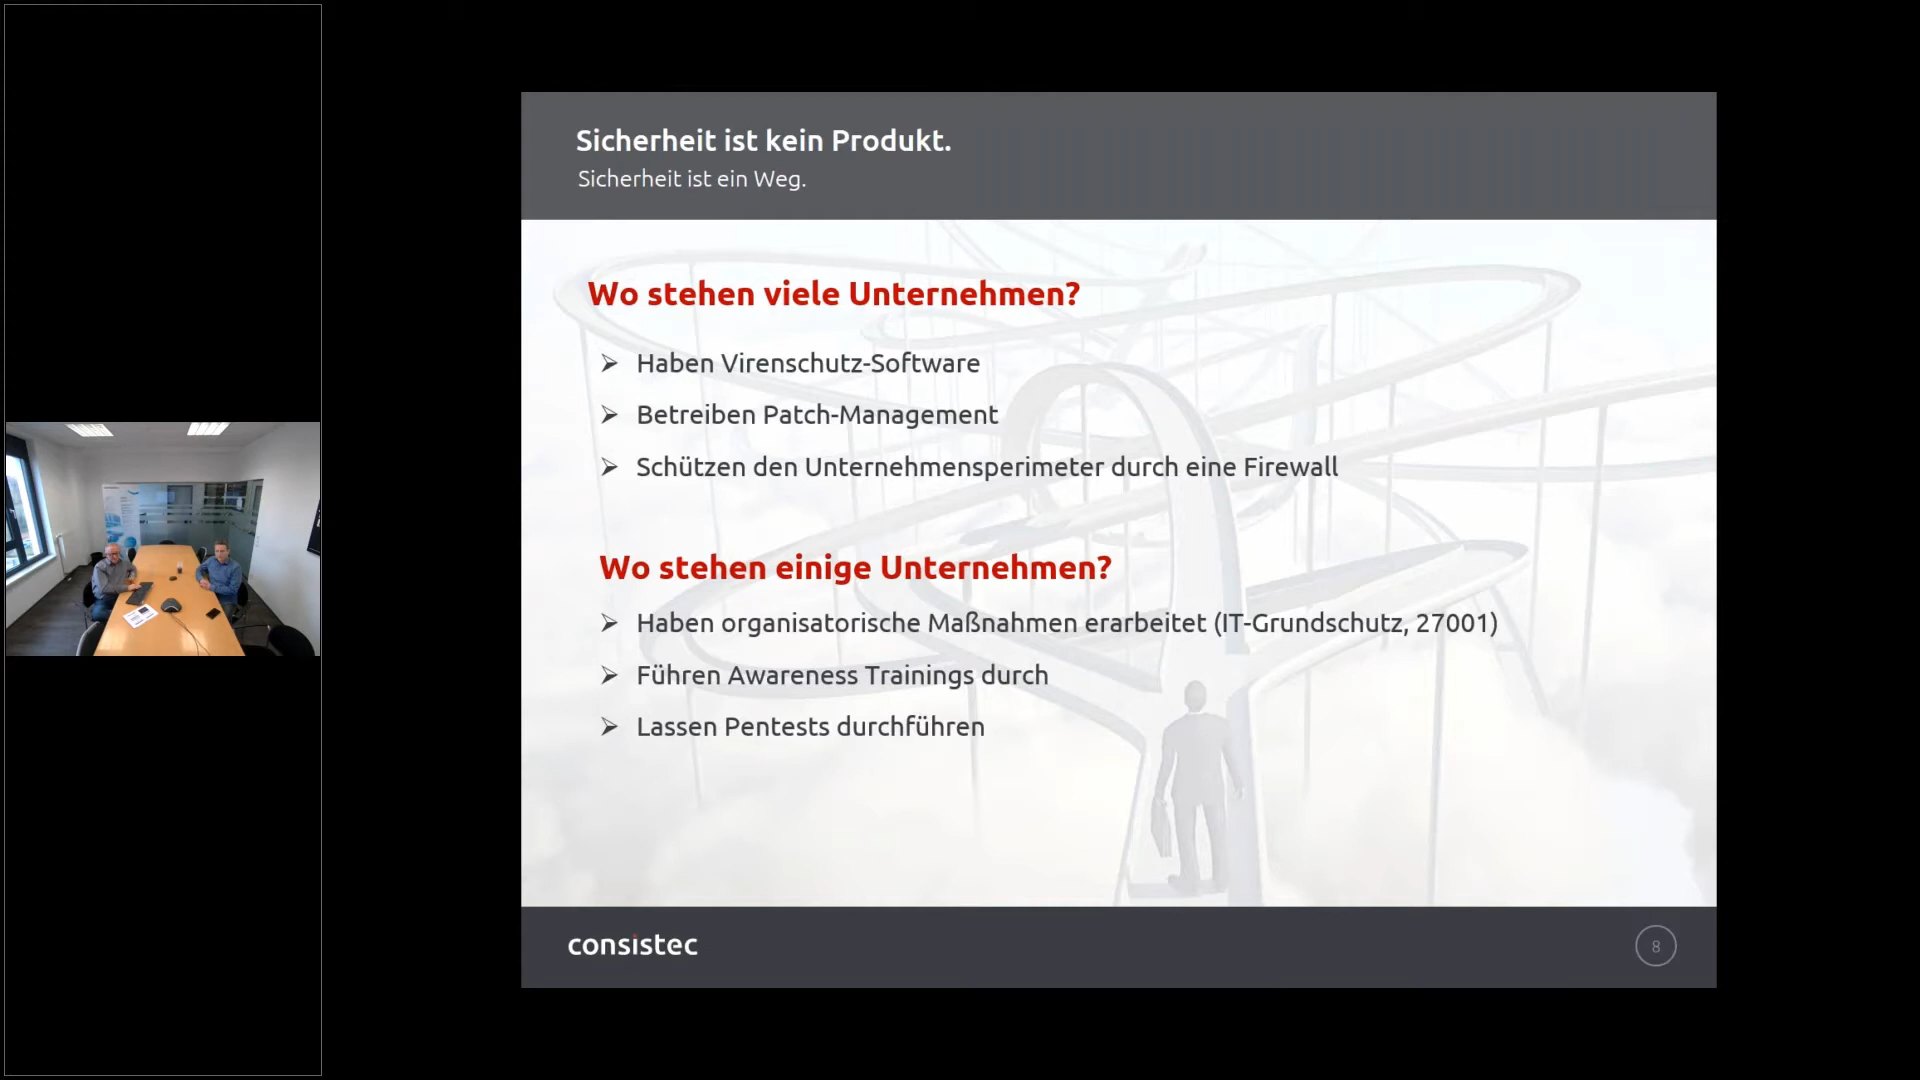 Sicherheit ist kein Produkt.
Sicherheit ist ein Weg.
Wo stehen viele Unternehmen?
➢ Haben Virenschutz-Software
➢ Betreiben Patch-Management
➢ Schützen den Unternehmensperimeter durch eine Firewall
Wo stehen einige Unternehmen?
➢ Haben organisatorische Maßnahmen erarbeitet (IT-Grundschutz, 27001)
➢ Führen Awareness Trainings durch
➢ Lassen Pentests durchführen
consistec
8